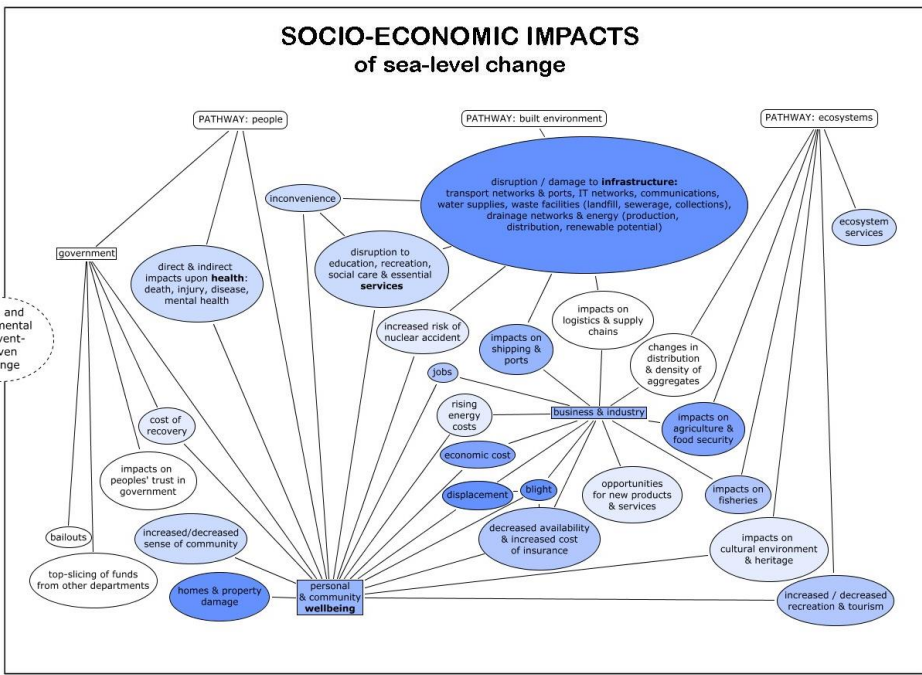 SOCIO-ECONOMIC IMPACTS
of sea-level change
PATHWAY: people
PATHWAY: built environment
PATHWAY: ecosystems
disruption / damage to infrastructure:
transport networks & ports, IT networks, communications,
water supplies, waste facilities (landfill, sewerage, collections),
drainage networks & energy (production,
distribution, renewable potential)
inconvenience
ecosystem
services
government
direct & indirect
impacts upon health:
death, injury, disease,
mental health
disruption to
education, recreation,
social care & essential
services
and
increased risk of
nuclear accident
impacts on
logistics & supply
chains
impacts on
shipping &
ports
changes in
distribution
& density of
aggregates
jobs
rising
energy
costs
business & industry
impacts on
agriculture &
food security
cost of
recovery
economic cost
impacts on
peoples' trust in
government
displacement
blight
opportunities
for new products
& services
impacts on
fisheries
bailouts
increased/decreased
sense of community
decreased availability
& increased cost
of insurance
impacts on
cultural environment
& heritage
top-slicing of funds
from other departments
homes & property
damage
personal
& community
wellbeing
increased / decreased
recreation & tourism